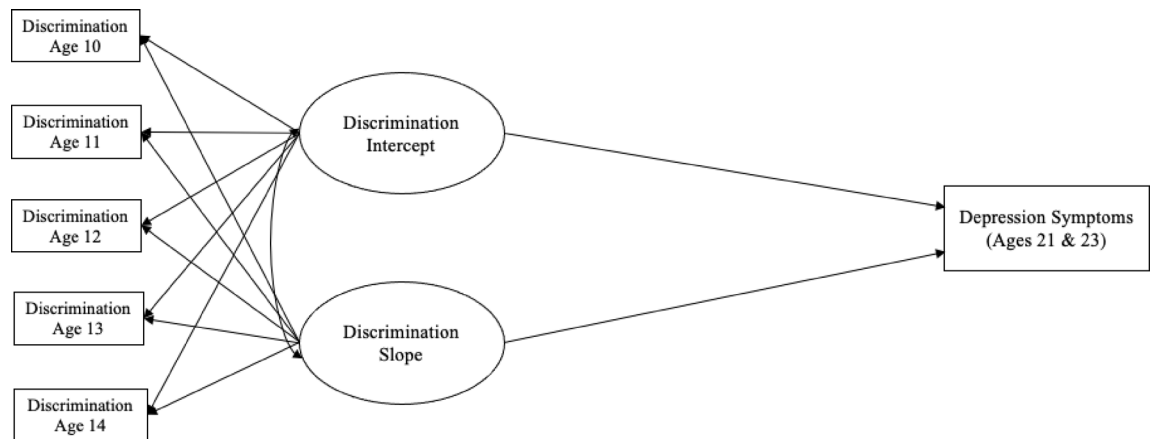 Discrimination
Age 10
Discrimination
Age 11
Discrimination
Age 12
Discrimination
Age 13
Discrimination
Age 14
Discrimination
Intercept
Discrimination
Slope
Depression Symptoms
(Ages 21 & 23)